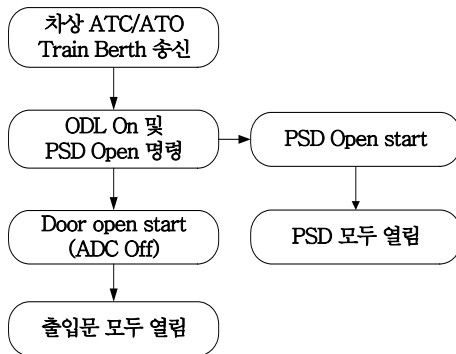 차상 ATC/ATO
Train Berth 송신
ODL On 및
PSD Open 명령
PSD Open start
Door open start
(ADC Off)
PSD 모두 열림
출입문 모두 열림